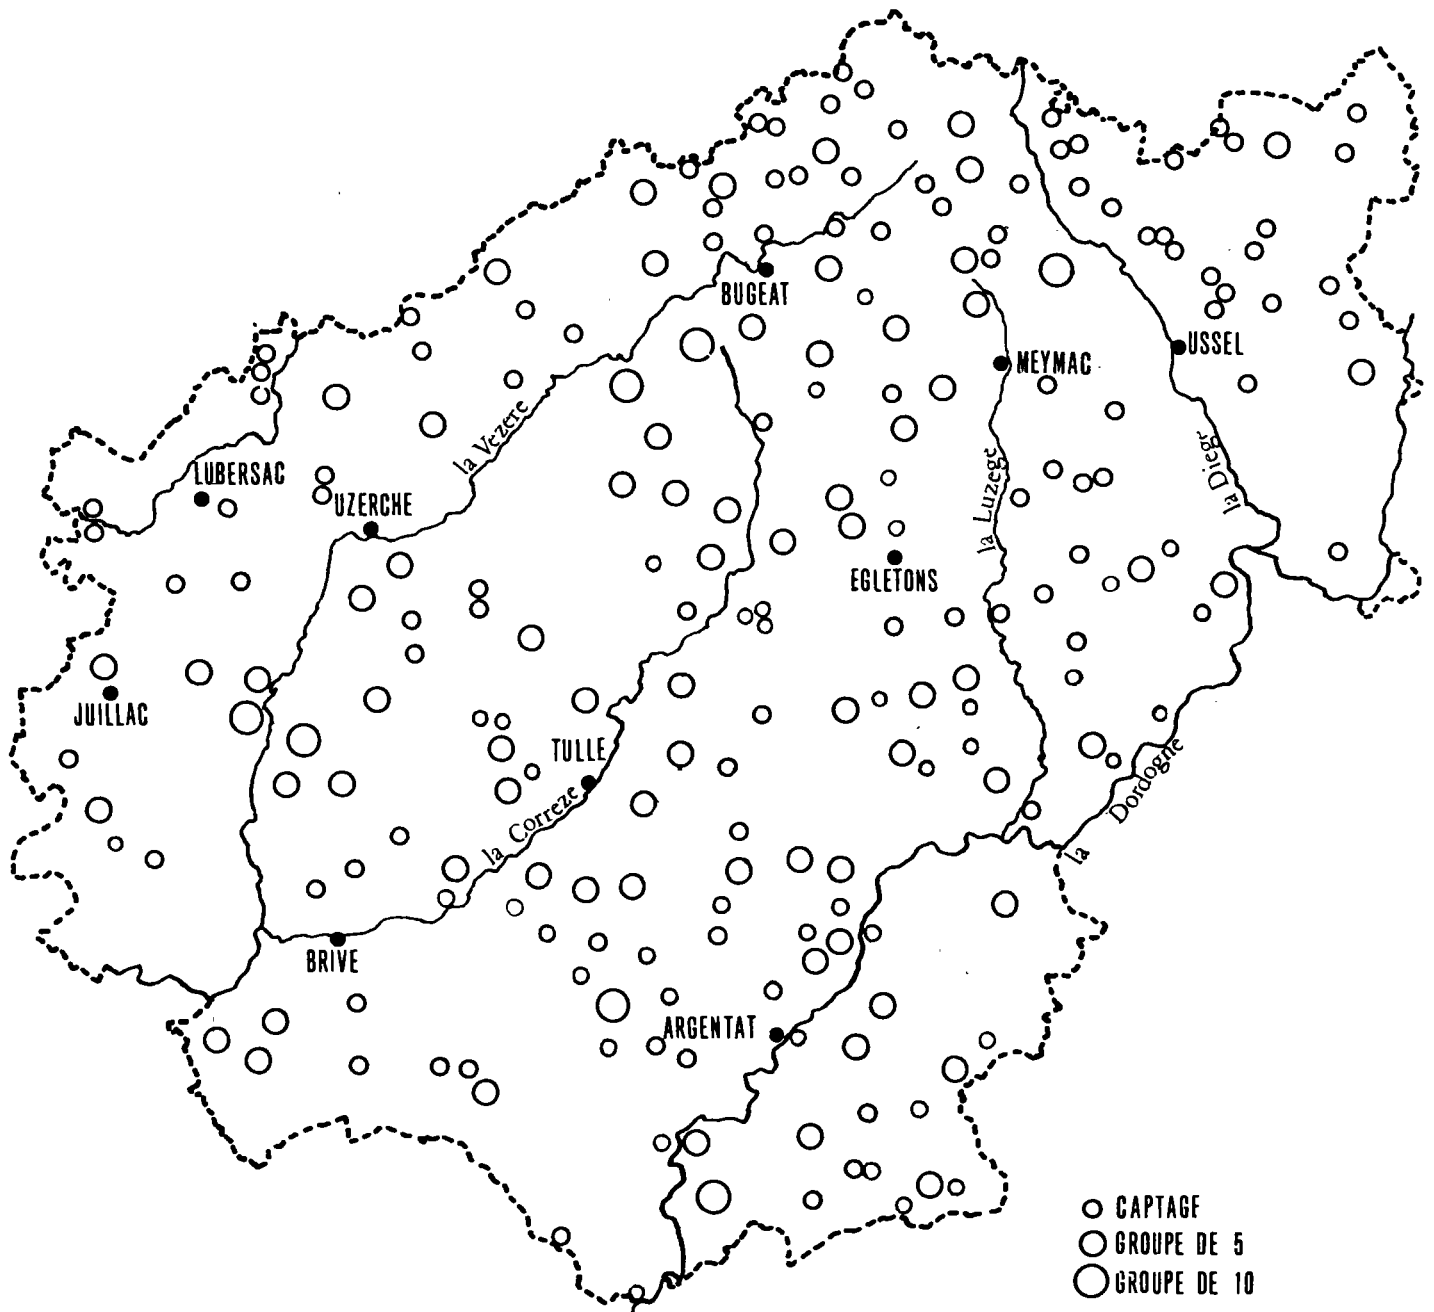 BUGEAT
USSEL
MEYMAC
la Vezere
LUBERSAC
UZERCHE
la Luzege
la Diegr
EGLETONS
JUILLAC
TULLE
la Correze
la Dordogne
BRIVE
ARGENTAT
CAPTAGE
GROUPE DE 5
GROUPE DE 10